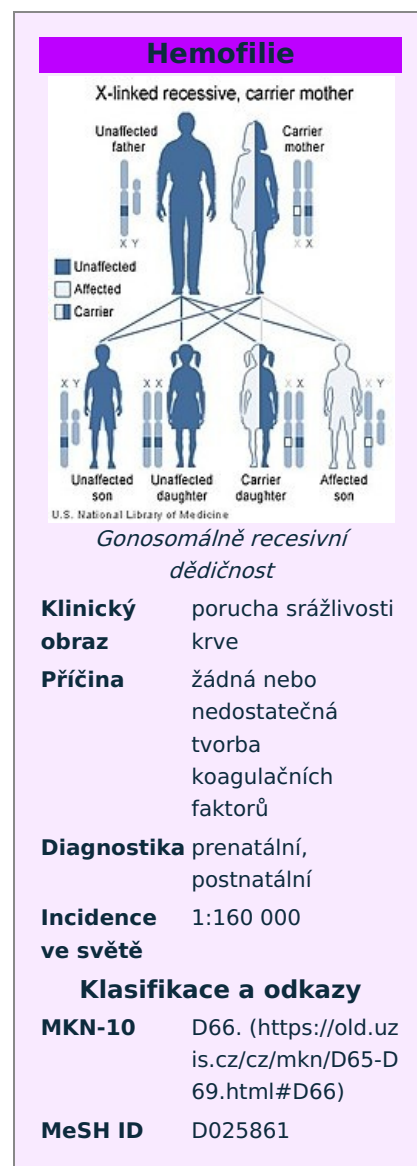 Hemofilie
X-linked recessive, carrier mother
Unaffected father
Carrier mother
X Y
X X
Unaffected
Affected
Carrier
X Y
X X
X X
X Y
Unaffected son
Unaffected daughter
Carrier daughter
Affected son
U.S. National Library of Medicine
Gonosomálně recesivní
dědičnost
Klinický obraz
porucha srážlivosti
krve
Příčina
žádná nebo
nedostatečná
tvorba
koagulačních
faktorů
Diagnostika prenatální,
postnatální
Incidence ve světě
1:160 000
Klasifikace a odkazy
MKN-10 D66. (https://old.uz
is.cz/cz/mkn/D65-D
69.html#D66)
MeSH ID D025861